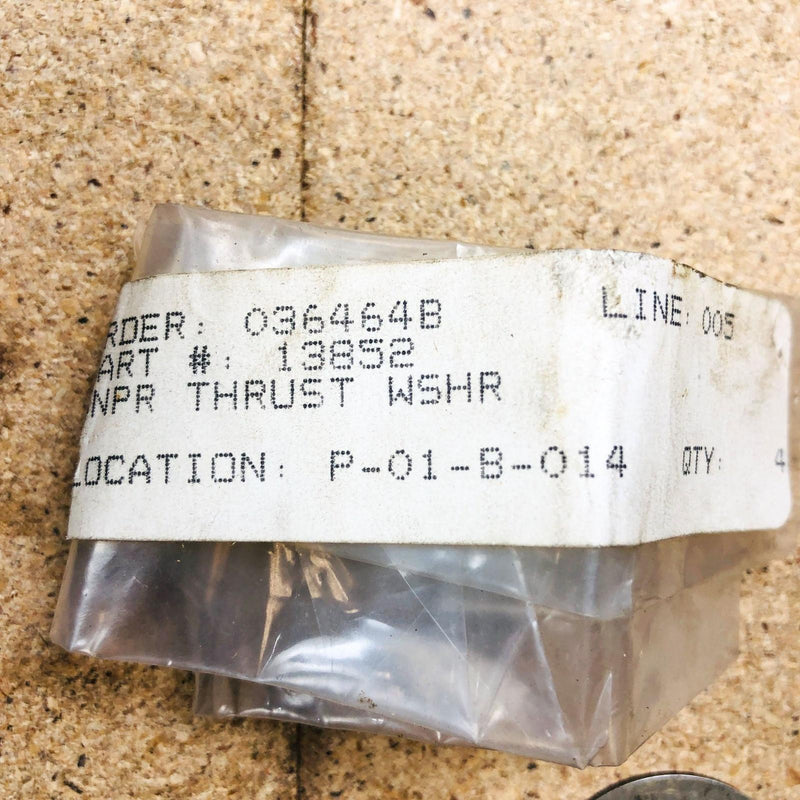 RDER: 036464B LINE: 005
ART #: 13852
NPR THRUST WSHR
LOCATION: P-01-B-014 QTY: 4